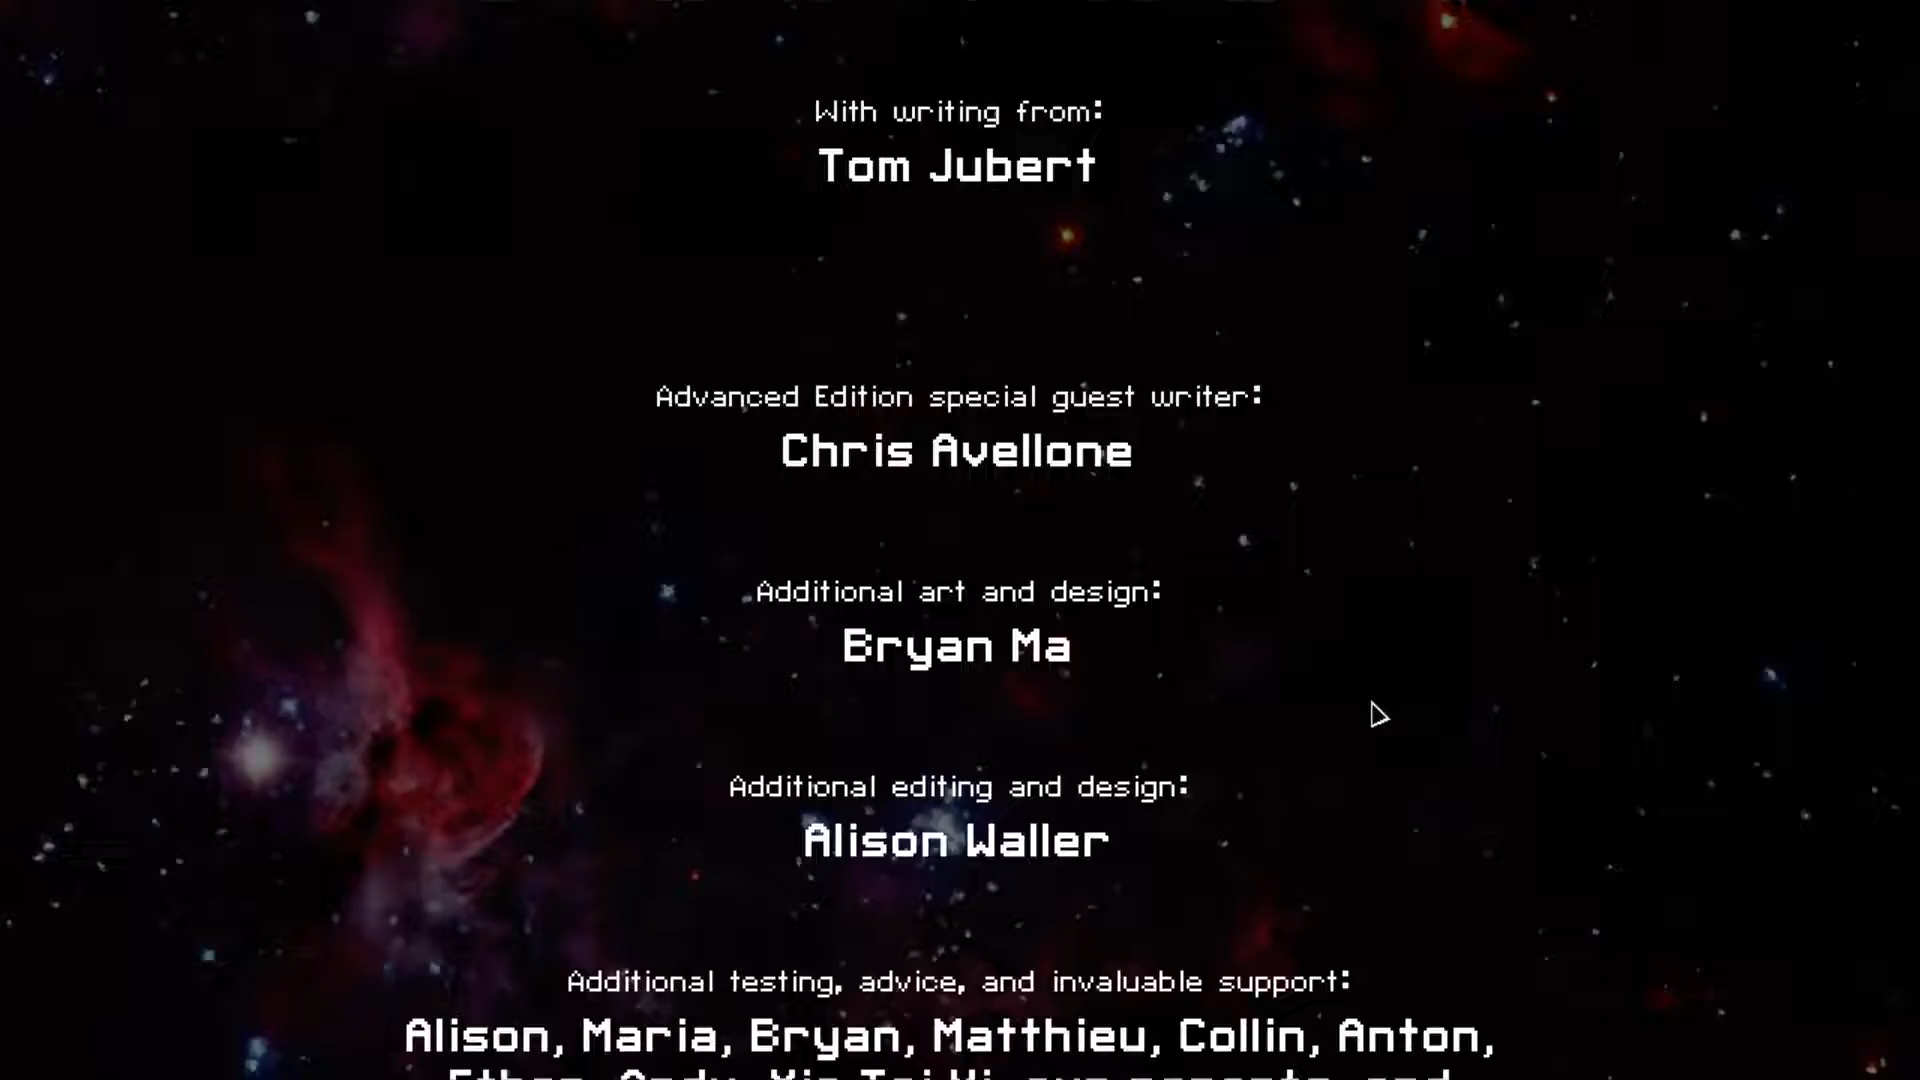 With writing from:
Tom Jubert
Advanced Edition special guest writer:
Chris Avellone
Additional art and design:
Bryan Ma
Additional editing and design:
Alison Waller
Additional testing, advice, and invaluable support:
Alison, Maria, Bryan, Matthieu, Collin, Anton,